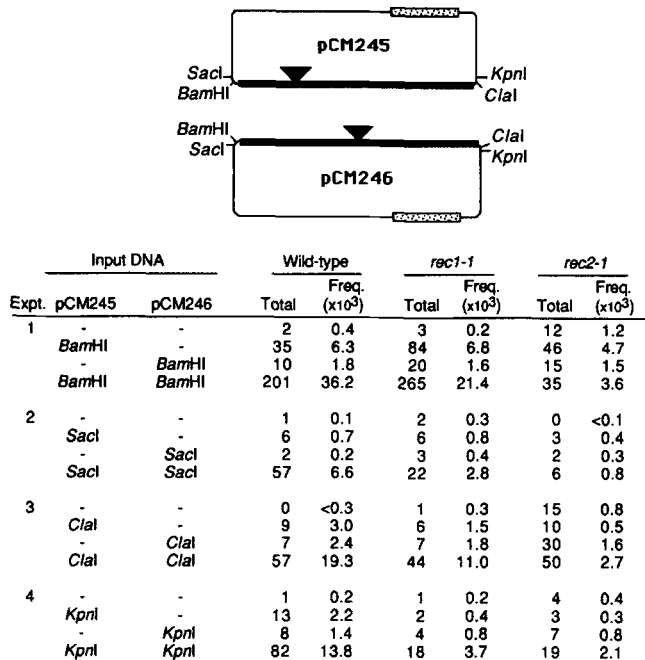 pCM245
SacI KpnI
BamHI ClaI
BamHI ClaI
SacI KpnI
pCM246
Input DNA Wild-type rec1-1 rec2-1
Expt. pCM245 pCM246 Total Freq. (x10³) Total Freq. (x10³) Total Freq. (x10³)
1 - - 2 0.4 3 0.2 12 1.2
BamHI - 35 6.3 84 6.8 46 4.7
- BamHI 10 1.8 20 1.6 15 1.5
BamHI BamHI 201 36.2 265 21.4 35 3.6
2 - - 1 0.1 2 0.3 0 <0.1
SacI - 6 0.7 6 0.8 3 0.4
- SacI 2 0.2 3 0.4 2 0.3
SacI SacI 57 6.6 22 2.8 6 0.8
3 - - 0 <0.3 1 0.3 15 0.8
ClaI - 9 3.0 6 1.5 10 0.5
- ClaI 7 2.4 7 1.8 30 1.6
ClaI ClaI 57 19.3 44 11.0 50 2.7
4 - - 1 0.2 1 0.2 4 0.4
KpnI - 13 2.2 2 0.4 3 0.3
- KpnI 8 1.4 4 0.8 7 0.8
KpnI KpnI 82 13.8 18 3.7 19 2.1